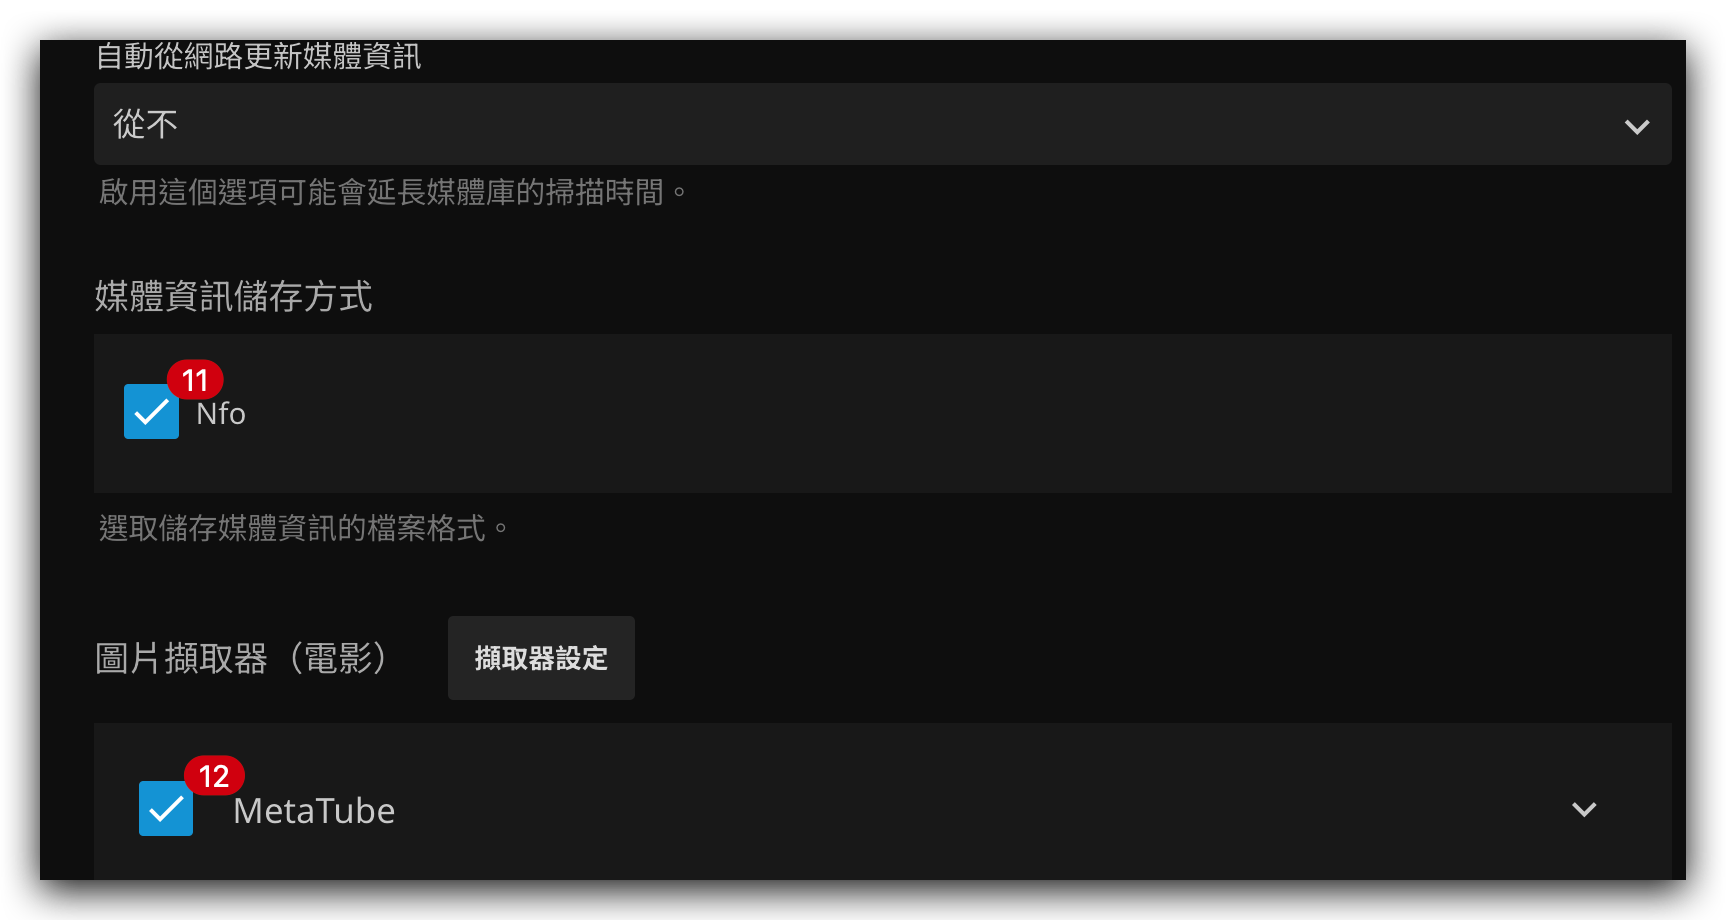 自動從網路更新媒體資訊
從不
啟用這個選項可能會延長媒體庫的掃描時間。
媒體資訊儲存方式
11
Nfo
選取儲存媒體資訊的檔案格式。
圖片擷取器（電影） 擷取器設定
12
MetaTube